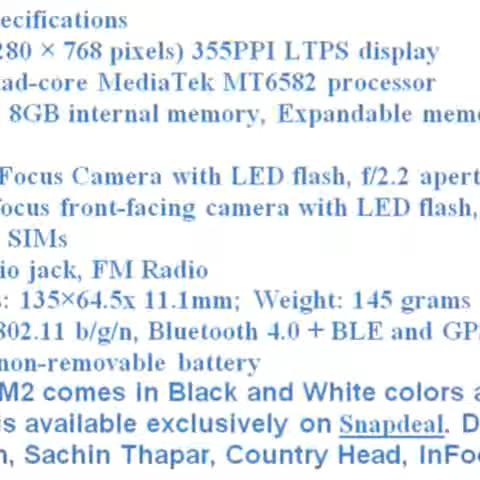 ecifications
280 × 768 pixels) 355PPI LTPS display
ad-core MediaTek MT6582 processor
8GB internal memory, Expandable mem
Focus Camera with LED flash, f/2.2 apert
focus front-facing camera with LED flash,
SIMs
io jack, FM Radio
: 135×64.5x 11.1mm; Weight: 145 grams
802.11 b/g/n, Bluetooth 4.0 + BLE and GP
non-removable battery
M2 comes in Black and White colors a
is available exclusively on Snapdeal. D
n, Sachin Thapar, Country Head, InFo